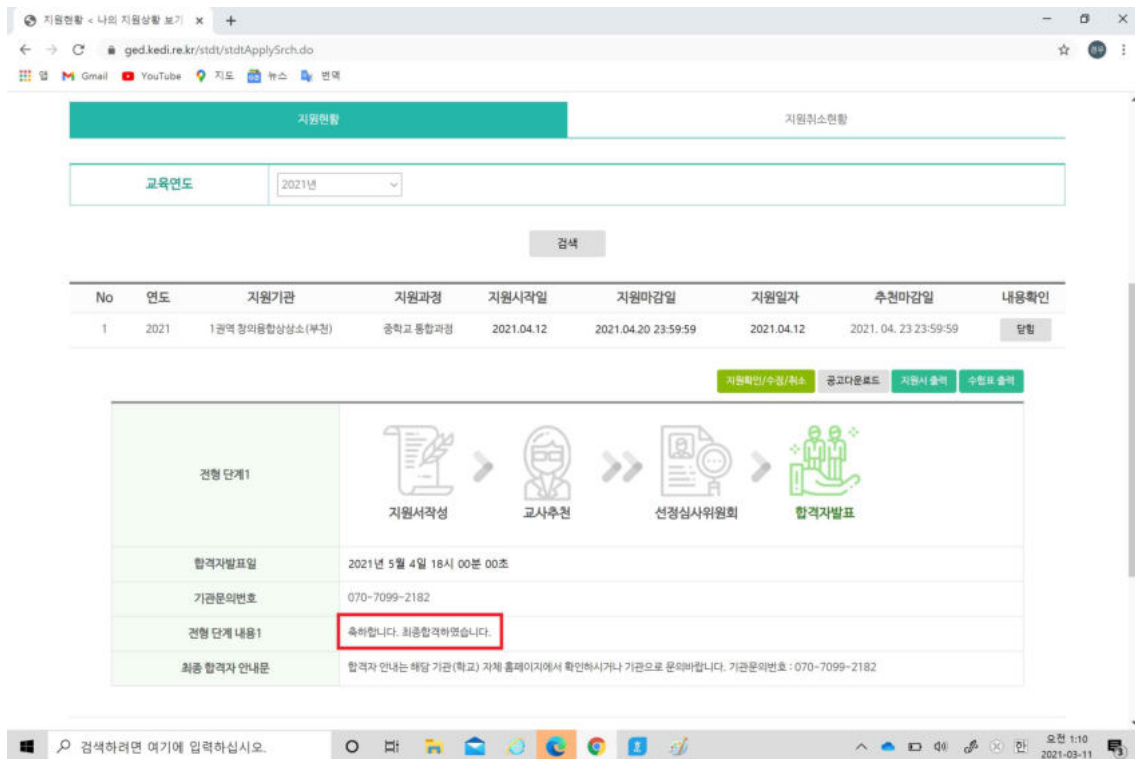 지원현황 < 나의 지원상황 보기
ged.kedi.re.kr/stdt/stdtApplySrch.do
앱 Gmail YouTube 지도 뉴스 번역
지원현황 지원취소현황
교육연도 2021년
검색
No 연도 지원기관 지원과정 지원시작일 지원마감일 지원일자 추천마감일 내용확인
1 2021 1권역 창의융합상상소(부천) 중학교 통합과정 2021.04.12 2021.04.20 23:59:59 2021.04.12 2021. 04. 23 23:59:59 닫힘
지원확인/수정/취소 공고다운로드 지원서 출력 수험표 출력
전형 단계1
지원서작성 교사추천 선정심사위원회 합격자발표
합격자발표일 2021년 5월 4일 18시 00분 00초
기관문의번호 070-7099-2182
전형 단계 내용1 축하합니다. 최종합격하였습니다.
최종 합격자 안내문 합격자 안내는 해당 기관(학교) 자체 홈페이지에서 확인하시거나 기관으로 문의바랍니다. 기관문의번호 : 070-7099-2182
검색하려면 여기에 입력하십시오.
한 오전 1:10
2021-03-11